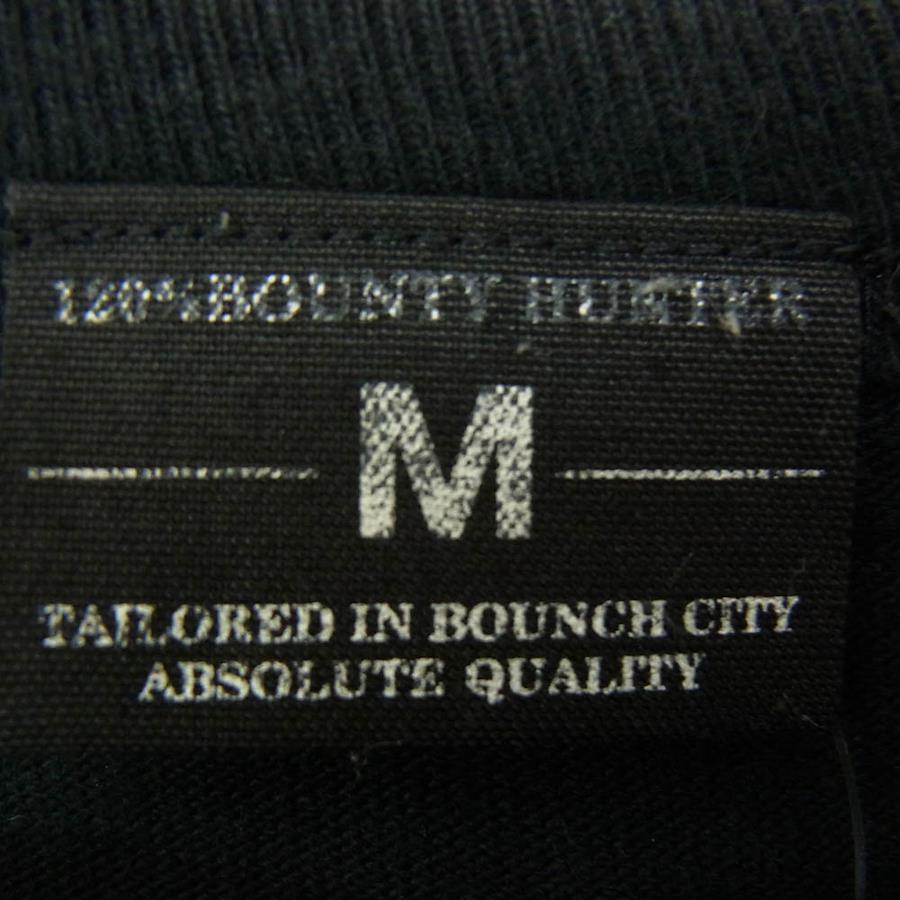 120%BOUNTY HUNTER
M
TAILORED IN BOUNCH CITY
ABSOLUTE QUALITY